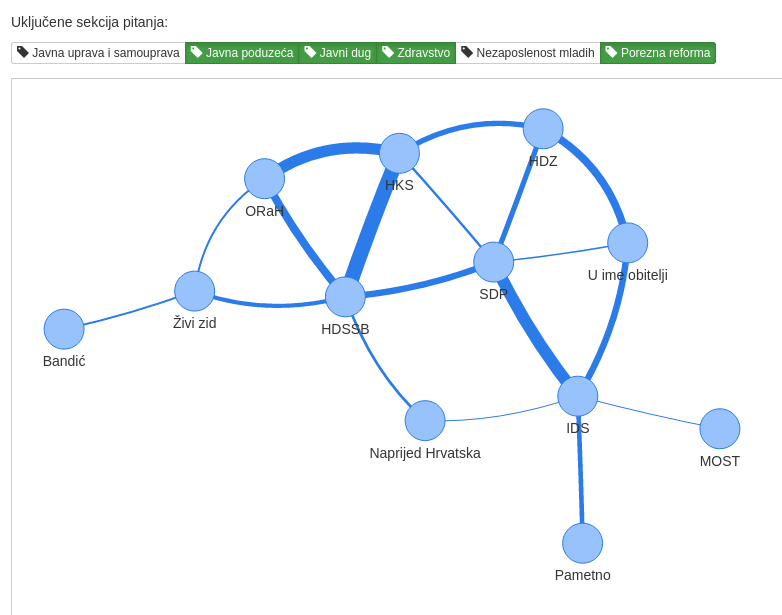 Uključene sekcija pitanja:
Javna uprava i samouprava Javna poduzeća Javni dug Zdravstvo Nezaposlenost mladih Porezna reforma
HDZ
HKS
ORaH
U ime obitelji
SDP
Živi zid
HDSSB
Bandić
IDS
Naprijed Hrvatska
MOST
Pametno